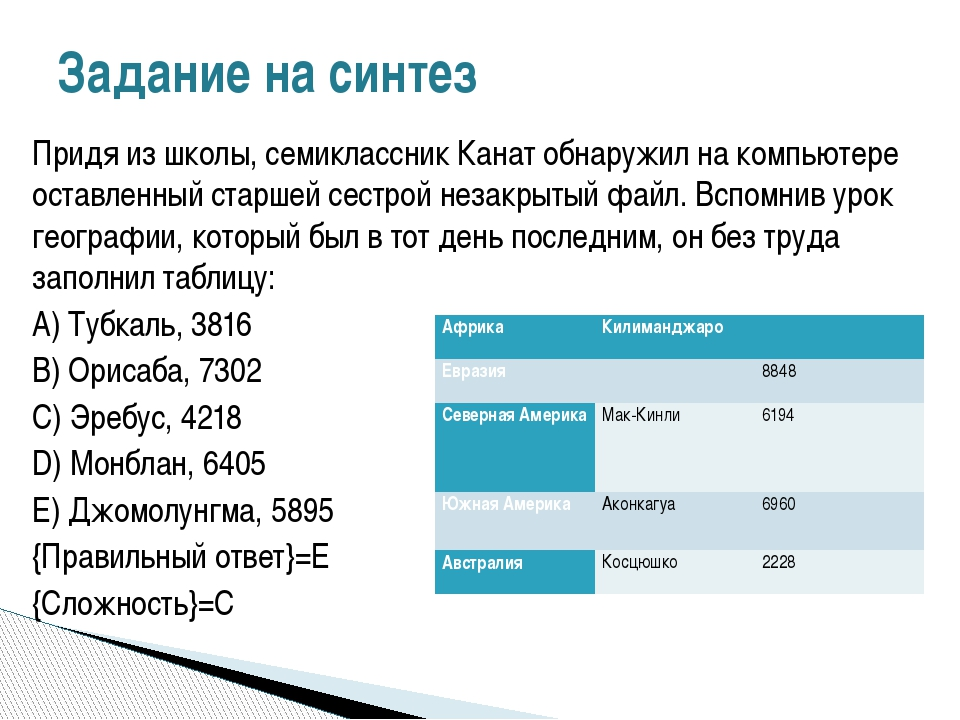 Задание на синтез
Придя из школы, семиклассник Канат обнаружил на компьютере
оставленный старшей сестрой незакрытый файл. Вспомнив урок
географии, который был в тот день последним, он без труда
заполнил таблицу:
A) Тубкаль, 3816
B) Орисаба, 7302
C) Эребус, 4218
D) Монблан, 6405
E) Джомолунгма, 5895
{Правильный ответ}=E
{Сложность}=C
Африка Килиманджаро
Евразия 8848
Северная Америка Мак-Кинли 6194
Южная Америка Аконкагуа 6960
Австралия Косцюшко 2228